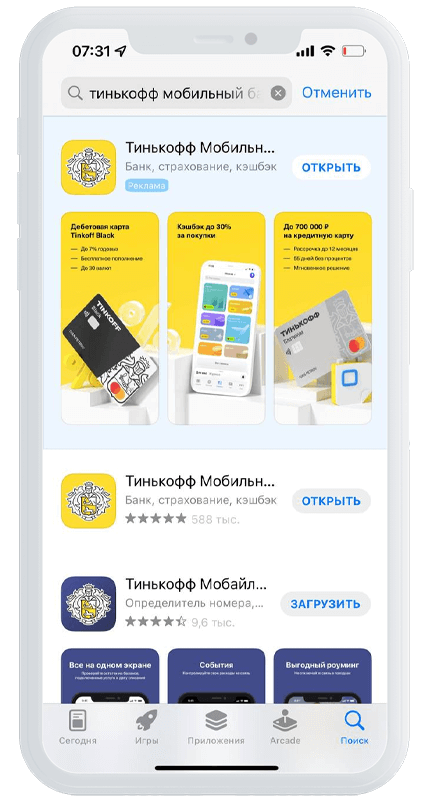 07:31
тинькофф мобильный б
Отменить
Тинькофф Мобильн...
Банк, страхование, кэшбэк
Реклама
ОТКРЫТЬ
Дебетовая карта
Tinkoff Black
— До 7% годовых
— Бесплатное пополнение
— До 30 валют
TINKOFF
Black
Кэшбэк до 30%
за покупки
До 700 000 ₽
на кредитную карту
— Рассрочка до 12 месяцев
— 55 дней без процентов
— Мгновенное решение
ТИНЬКОФФ
Platinum
Тинькофф Мобильн...
Банк, страхование, кэшбэк
588 тыс.
ОТКРЫТЬ
Тинькофф Мобайл...
Определитель номера,...
9,6 тыс.
ЗАГРУЗИТЬ
Все на одном экране
События
Выгодный роуминг
Сегодня
Игры
Приложения
Arcade
Поиск